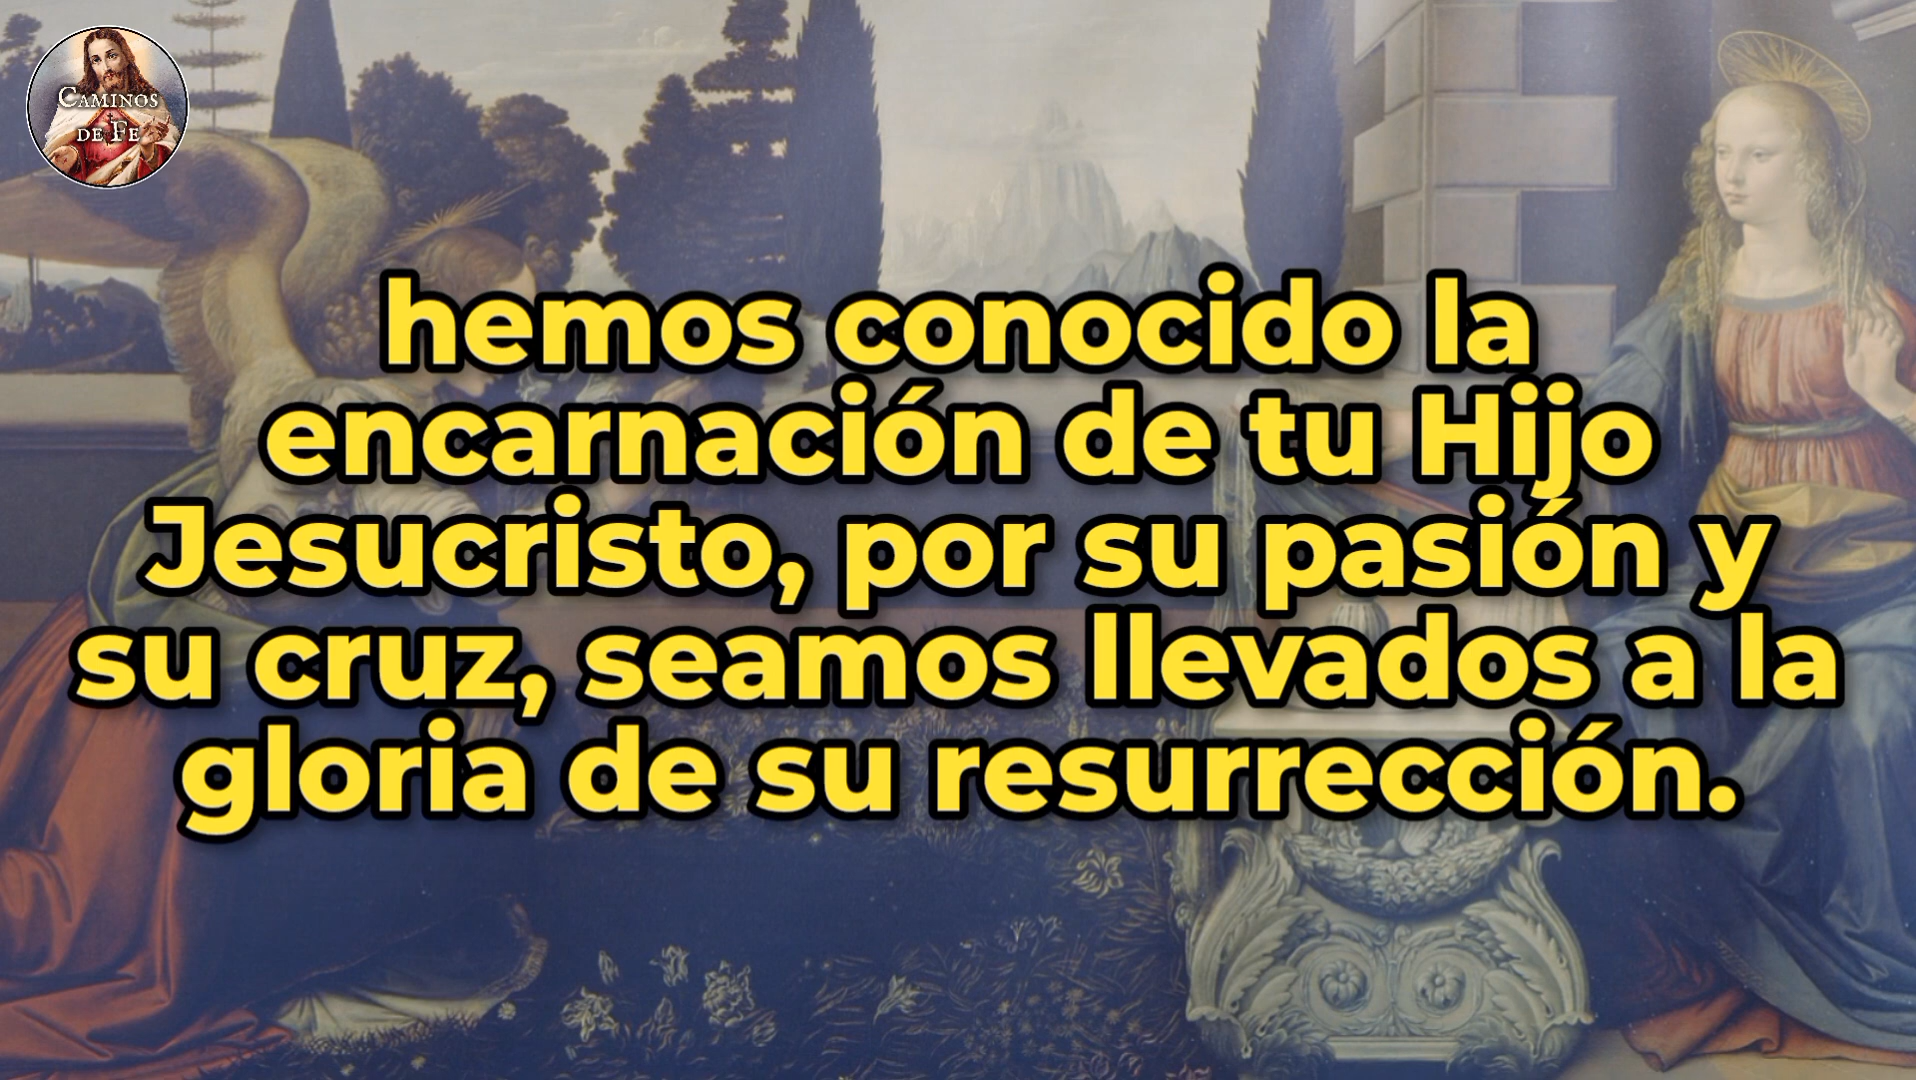 CAMINOS
DE FE
hemos conocido la
encarnación de tu Hijo
Jesucristo, por su pasión y
su cruz, seamos llevados a la
gloria de su resurrección.